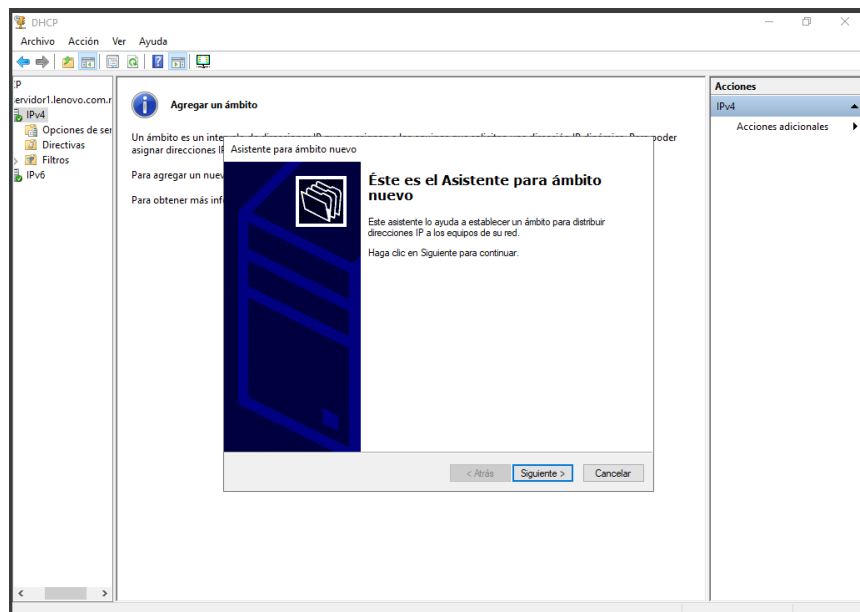 DHCP
Archivo Acción Ver Ayuda
:P
ervidor1.lenovo.com.r
IPv4
Opciones de ser
Directivas
Filtros
IPv6
Agregar un ámbito
Un ámbito es un inte
poder
asignar direcciones IP
Para agregar un nuev
Para obtener más inf
Asistente para ámbito nuevo
Éste es el Asistente para ámbito
nuevo
Este asistente lo ayuda a establecer un ámbito para distribuir
direcciones IP a los equipos de su red.
Haga clic en Siguiente para continuar.
< Atrás Siguiente > Cancelar
Acciones
IPv4
Acciones adicionales